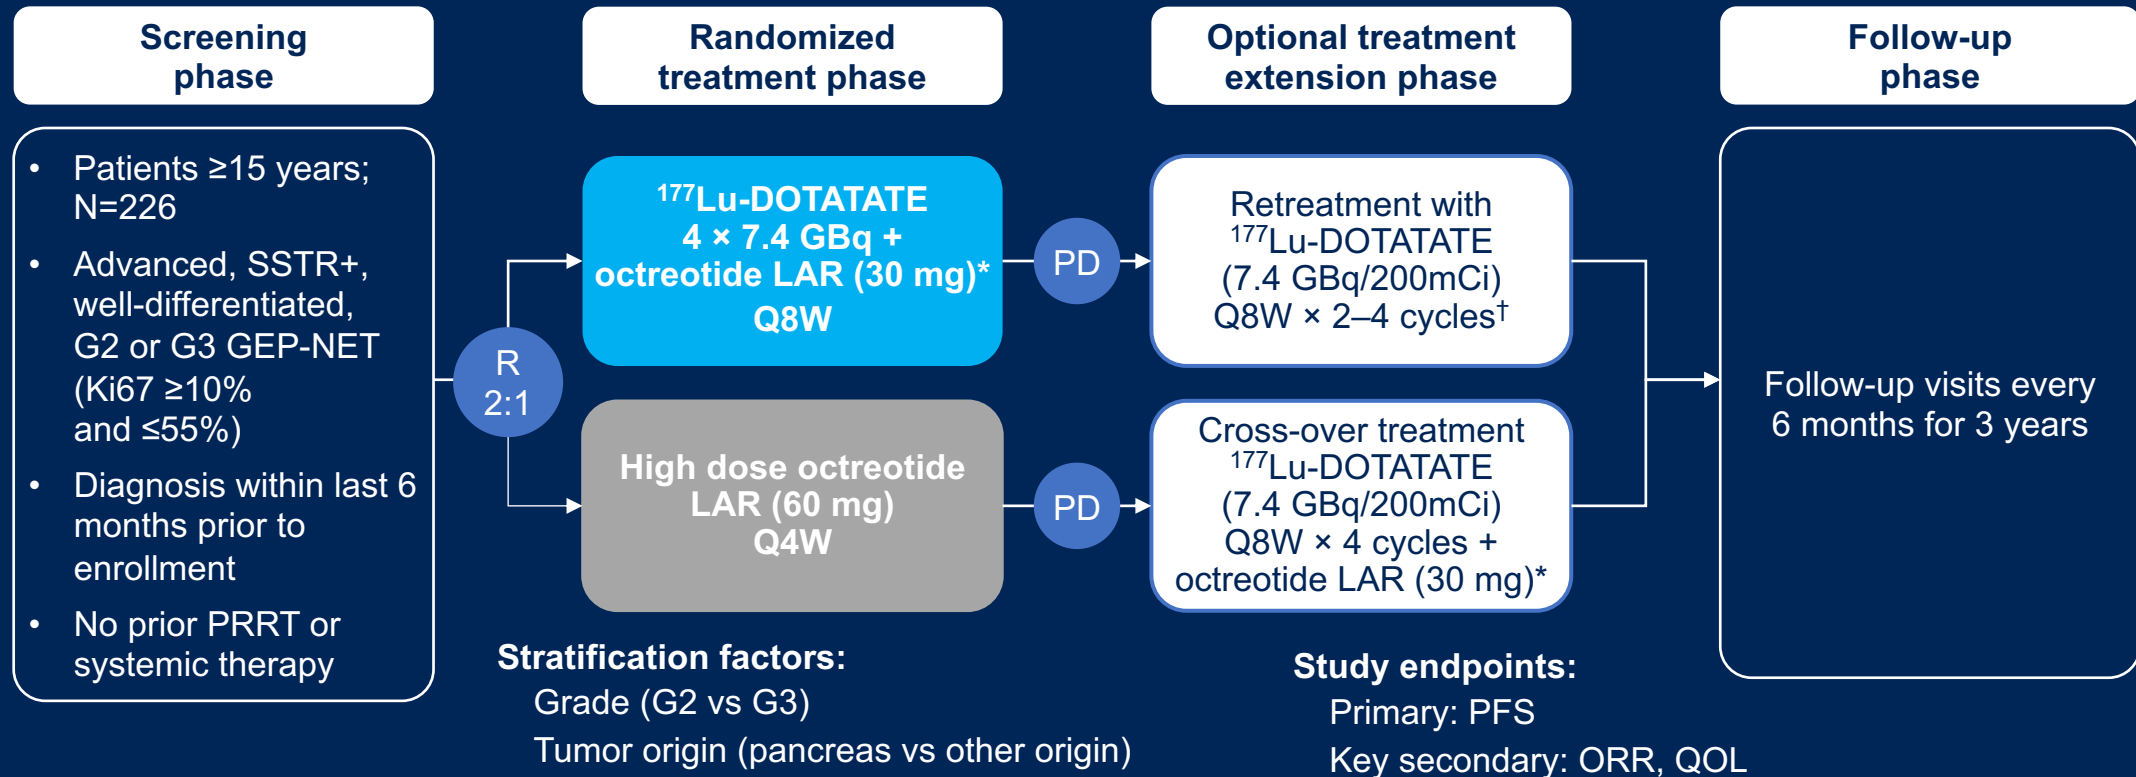 Screening
phase
Randomized
treatment phase
Optional treatment
extension phase
Follow-up
phase
• Patients ≥15 years;
N=226
• Advanced, SSTR+,
well-differentiated,
G2 or G3 GEP-NET
(Ki67 ≥10%
and ≤55%)
• Diagnosis within last 6
months prior to
enrollment
• No prior PRRT or
systemic therapy
R
2:1
¹⁷⁷Lu-DOTATATE
4 × 7.4 GBq +
octreotide LAR (30 mg)*
Q8W
PD
Retreatment with
¹⁷⁷Lu-DOTATATE
(7.4 GBq/200mCi)
Q8W × 2–4 cycles†
High dose octreotide
LAR (60 mg)
Q4W
PD
Cross-over treatment
¹⁷⁷Lu-DOTATATE
(7.4 GBq/200mCi)
Q8W × 4 cycles +
octreotide LAR (30 mg)*
Follow-up visits every
6 months for 3 years
Stratification factors:
Grade (G2 vs G3)
Tumor origin (pancreas vs other origin)
Study endpoints:
Primary: PFS
Key secondary: ORR, QOL